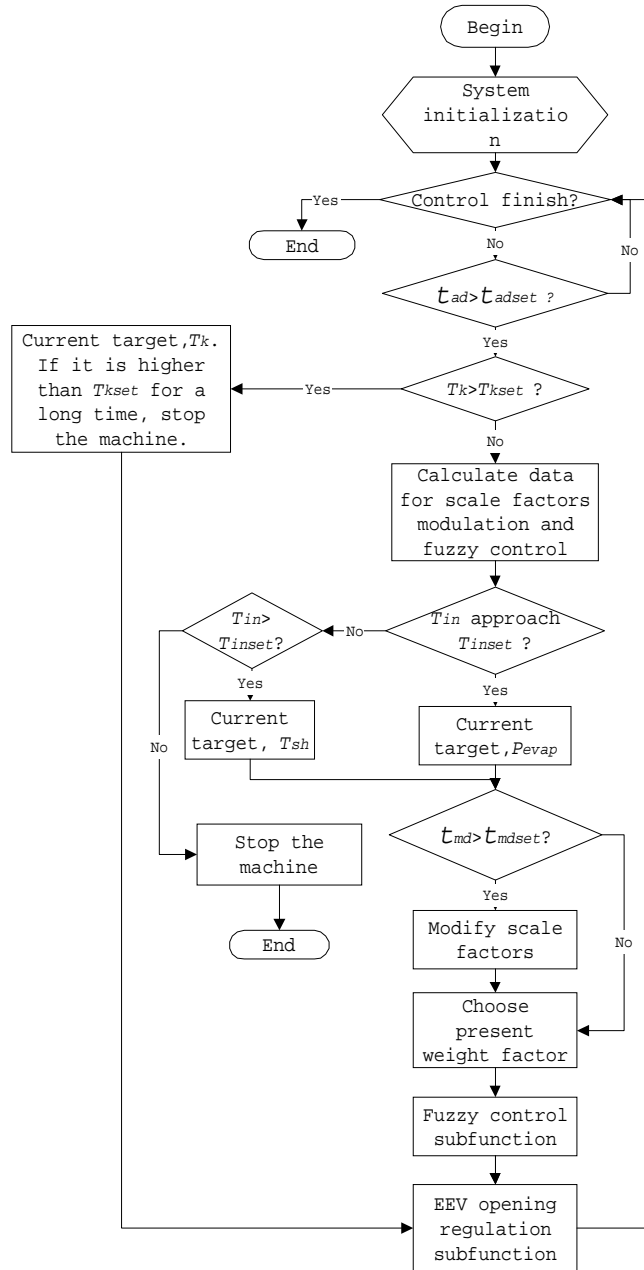 Begin
System
initializatio
n
Control finish?
Yes
End
No
No
tad>tadset ?
Yes
Current target,Tk.
If it is higher
than Tkset for a
long time, stop
the machine.
Yes
Tk>Tkset ?
No
Calculate data
for scale factors
modulation and
fuzzy control
Tin>
Tinset?
No
Tin approach
Tinset ?
Yes
Yes
Current
target, Tsh
Current
target,Pevap
No
tmd>tmdset?
Stop the
machine
Yes
End
Modify scale
factors
No
Choose
present
weight factor
Fuzzy control
subfunction
EEV opening
regulation
subfunction